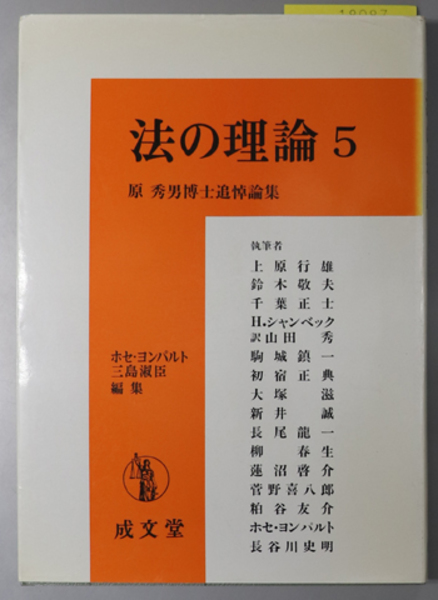 法の理論 5
原 秀男博士追悼論集
執筆者
上原行雄
鈴木敬夫
千葉正士
H.シャンベック
訳 山田 秀
駒城鎮一
初宿正典
大塚 滋
新井 誠
長尾龍一
柳 春生
蓮沼啓介
菅野喜八郎
粕谷友介
ホセ・ヨンパルト
長谷川史明
ホセ・ヨンパルト
三島淑臣
編集
成文堂